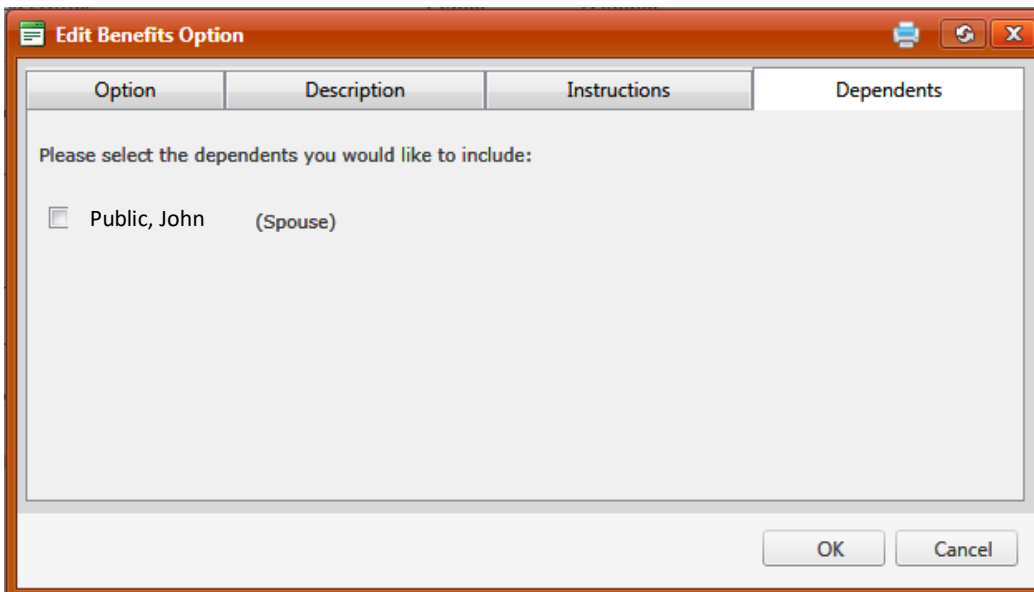 Edit Benefits Option
Option Description Instructions Dependents
Please select the dependents you would like to include:
Public, John (Spouse)
OK Cancel